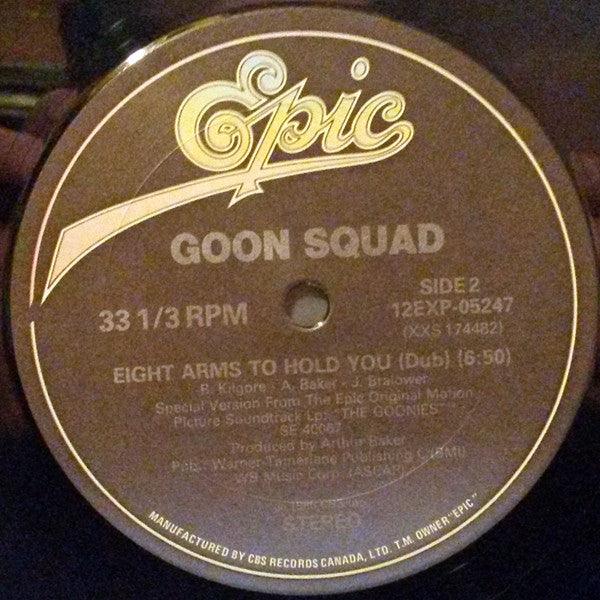 Epic
GOON SQUAD
33 1/3 RPM
SIDE 2
12EXP-05247
(XXS 174482)
EIGHT ARMS TO HOLD YOU (Dub) (6:50)
R. Kilgore - A. Baker - J. Bralower
Special Version From The Epic Original Motion
Picture Soundtrack Lp: "THE GOONIES"
SE 40067
Produced by Arthur Baker
Pub.: Warner-Tamerlane Publishing C (BMI)
WB Music Corp. (ASCAP)
STEREO
MANUFACTURED BY CBS RECORDS CANADA, LTD. T.M. OWNER "EPIC"